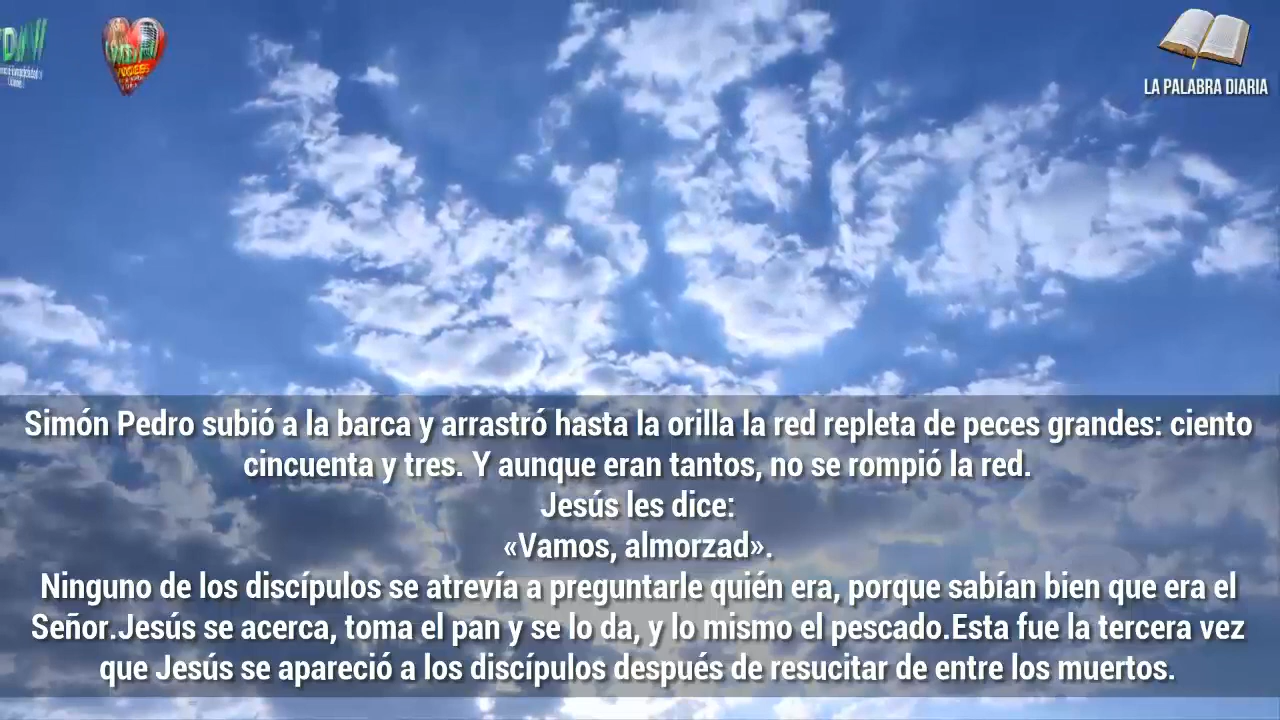 LA PALABRA DIARIA
Simón Pedro subió a la barca y arrastró hasta la orilla la red repleta de peces grandes: ciento
cincuenta y tres. Y aunque eran tantos, no se rompió la red.
Jesús les dice:
«Vamos, almorzad».
Ninguno de los discípulos se atrevía a preguntarle quién era, porque sabían bien que era el
Señor.Jesús se acerca, toma el pan y se lo da, y lo mismo el pescado.Esta fue la tercera vez
que Jesús se apareció a los discípulos después de resucitar de entre los muertos.